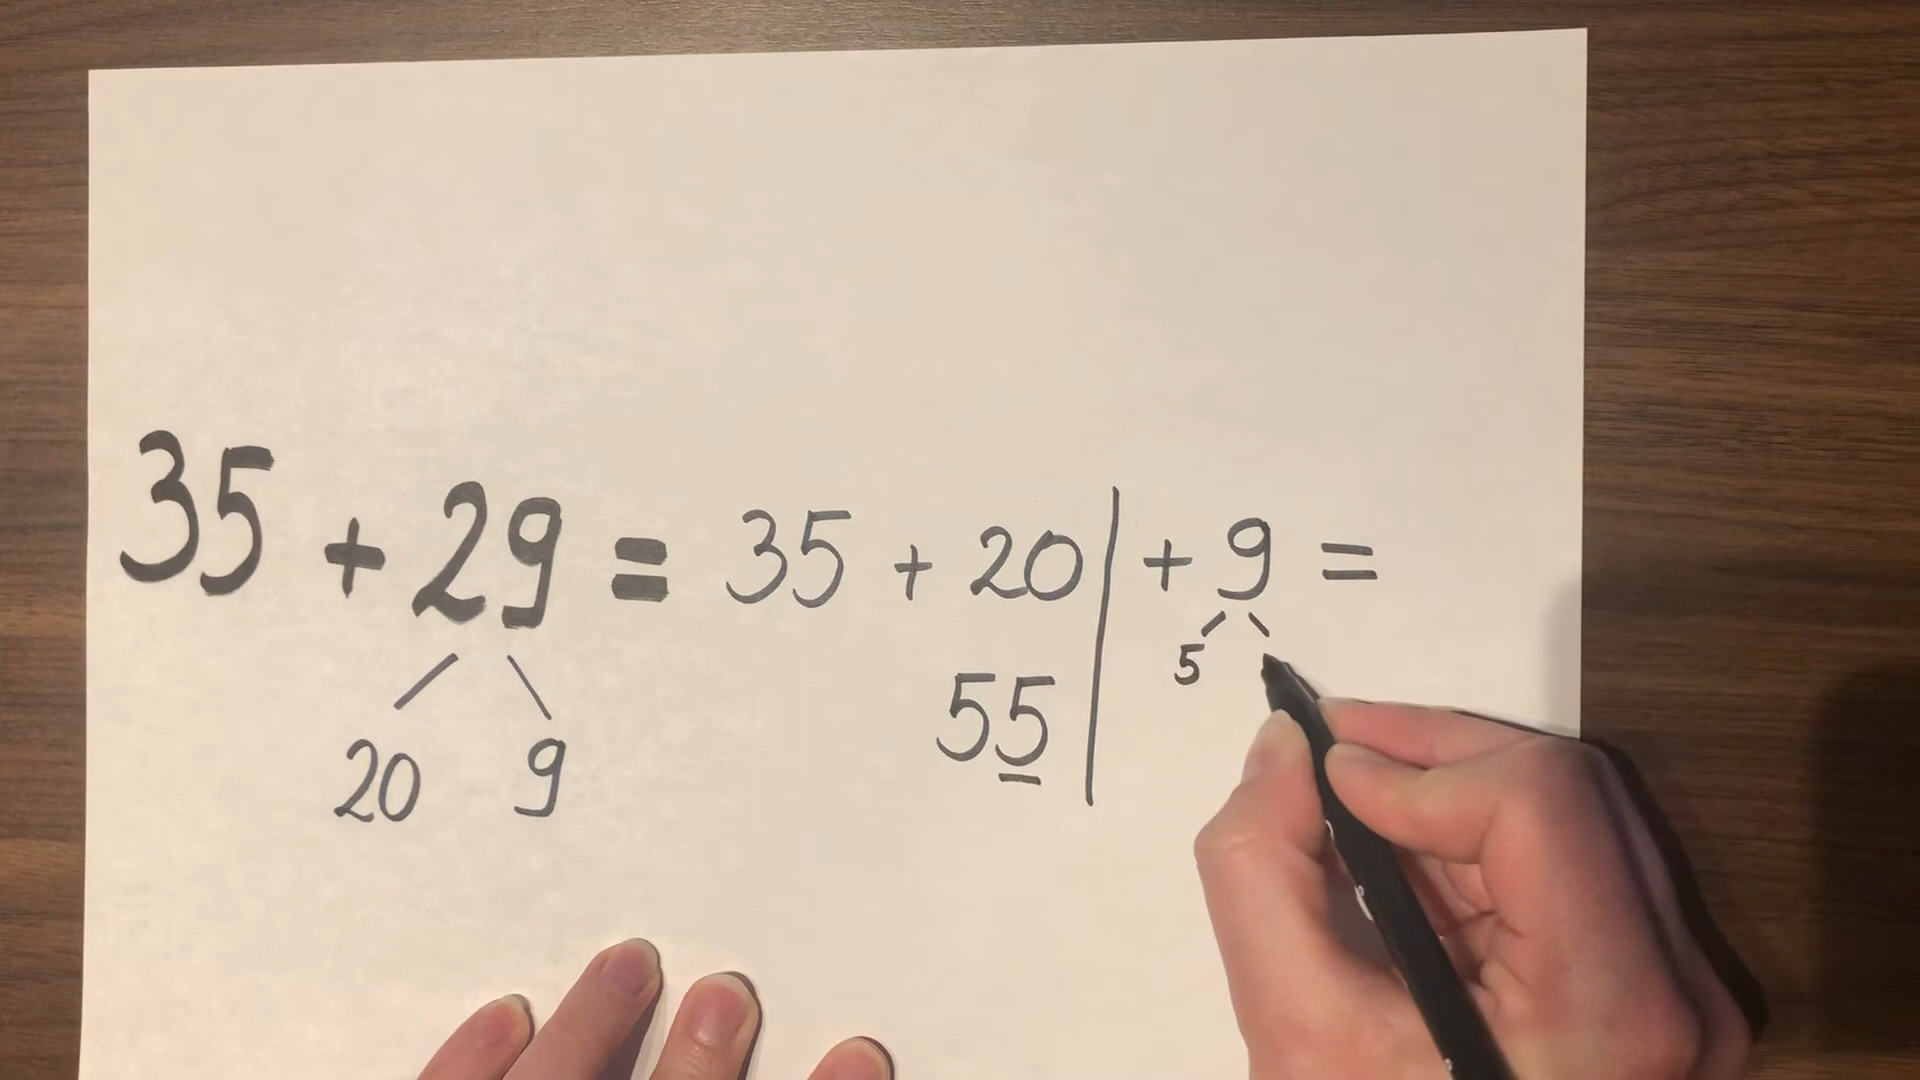 35 + 29 = 35 + 20 | + 9 =
20 9
55
5